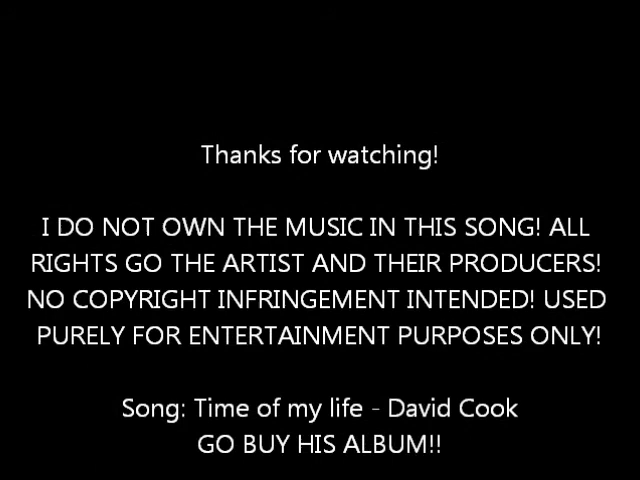 Thanks for watching!
I DO NOT OWN THE MUSIC IN THIS SONG! ALL
RIGHTS GO THE ARTIST AND THEIR PRODUCERS!
NO COPYRIGHT INFRINGEMENT INTENDED! USED
PURELY FOR ENTERTAINMENT PURPOSES ONLY!
Song: Time of my life - David Cook
GO BUY HIS ALBUM!!